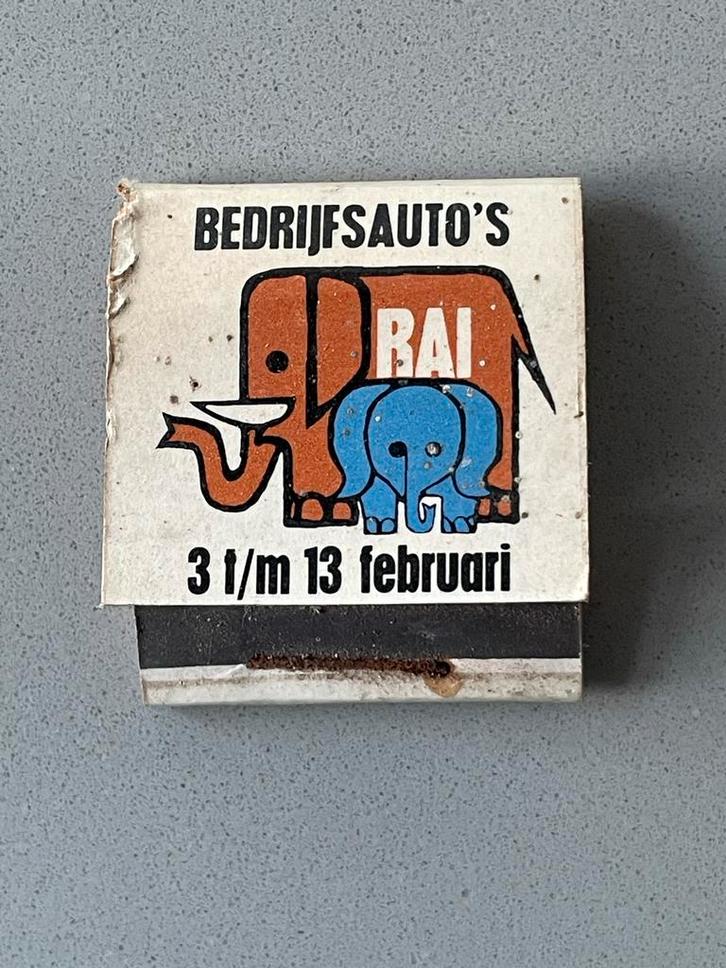 BEDRIJFSAUTO'S
RAI
3 t/m 13 februari